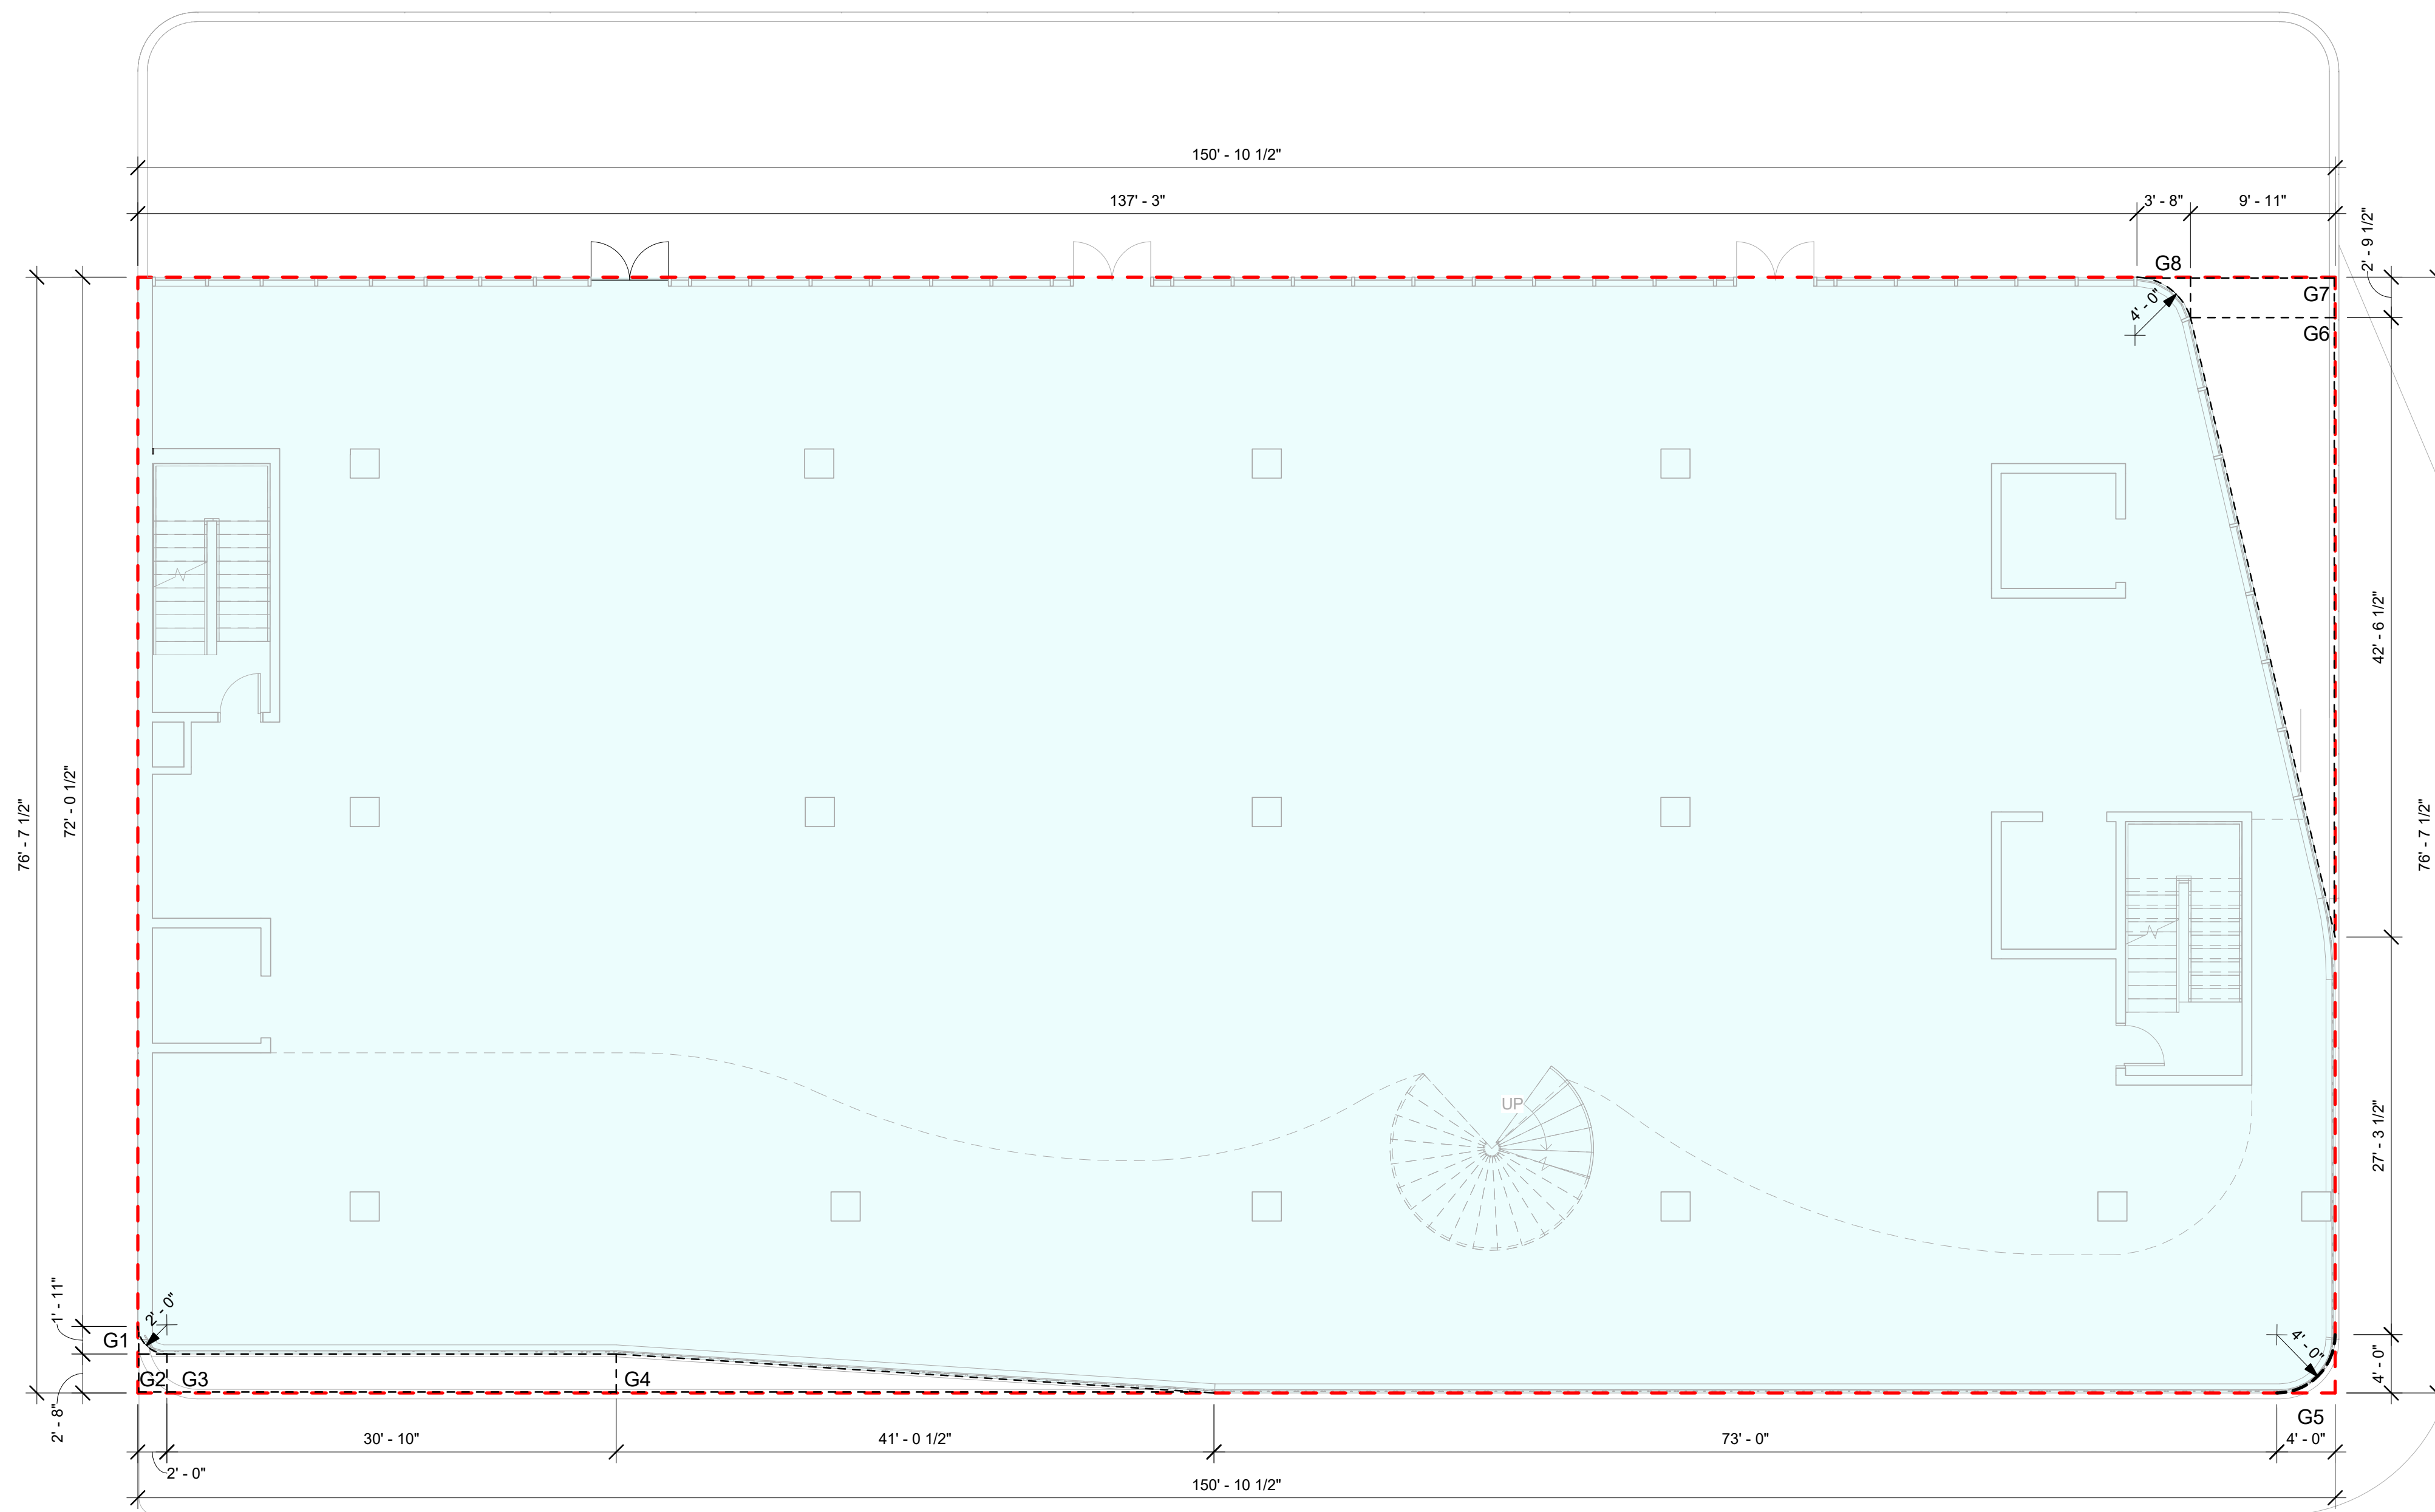 150' - 10 1/2"
137' - 3"
3' - 8"
9' - 11"
2' - 9 1/2"
G8
G7
4' - 0"
G6
42' - 6 1/2"
76' - 7 1/2"
72' - 0 1/2"
76' - 7 1/2"
UP
27' - 3 1/2"
1' - 11"
2' - 0"
G1
4' - 0"
G2
G3
G4
4' - 0"
2' - 8"
G5
30' - 10"
41' - 0 1/2"
73' - 0"
4' - 0"
2' - 0"
150' - 10 1/2"